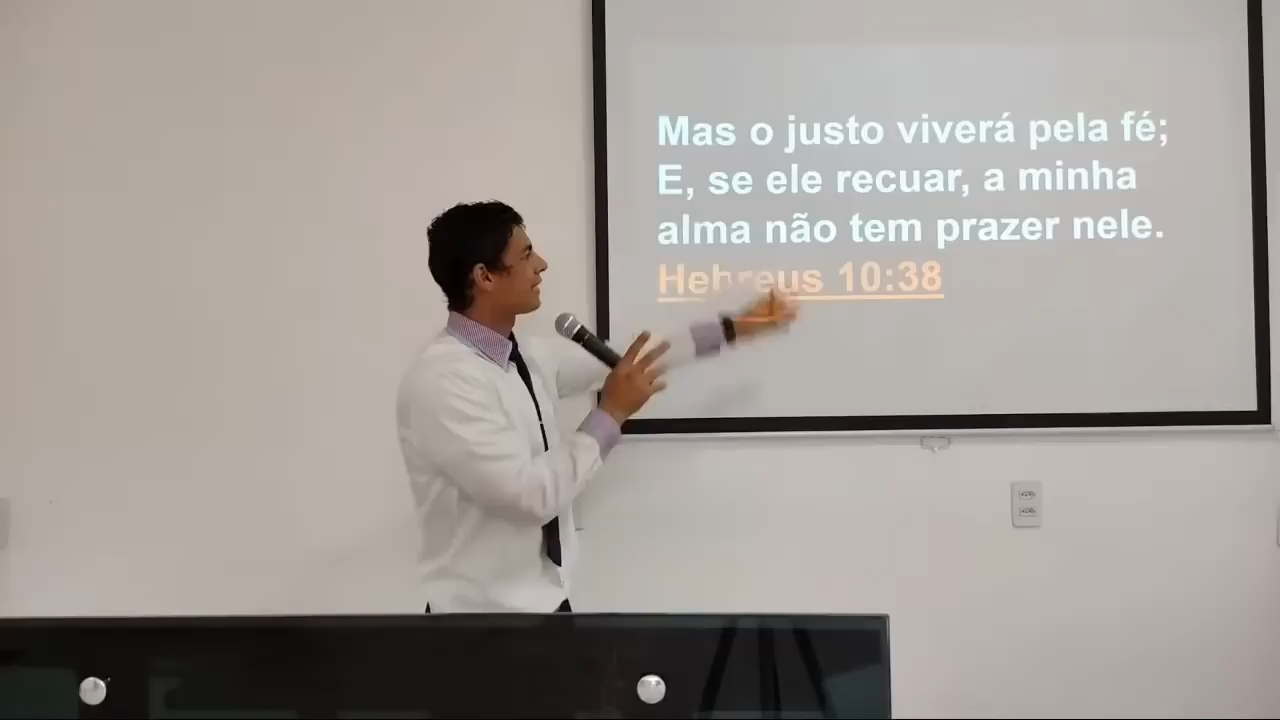 Mas o justo viverá pela fé;
E, se ele recuar, a minha
alma não tem prazer nele.
Hebreus 10:38